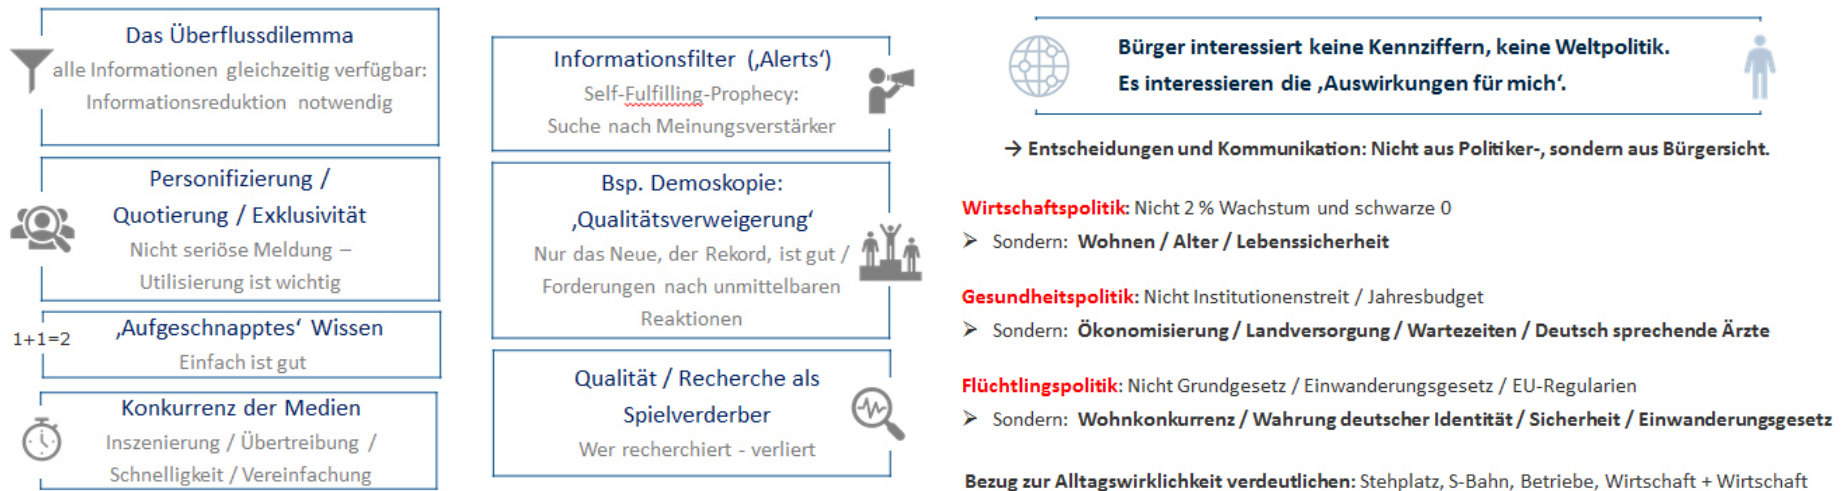 Das Überflussdilemma
alle Informationen gleichzeitig verfügbar:
Informationsreduktion notwendig
Personifizierung /
Quotierung / Exklusivität
Nicht seriöse Meldung –
Utilisierung ist wichtig
1+1=2
‚Aufgeschnapptes‘ Wissen
Einfach ist gut
Konkurrenz der Medien
Inszenierung / Übertreibung /
Schnelligkeit / Vereinfachung
Informationsfilter (‚Alerts‘)
Self-Fulfilling-Prophecy:
Suche nach Meinungsverstärker
Bsp. Demoskopie:
‚Qualitätsverweigerung‘
Nur das Neue, der Rekord, ist gut /
Forderungen nach unmittelbaren
Reaktionen
Qualität / Recherche als
Spielverderber
Wer recherchiert - verliert
Bürger interessiert keine Kennziffern, keine Weltpolitik.
Es interessieren die ‚Auswirkungen für mich‘.
→ Entscheidungen und Kommunikation: Nicht aus Politiker-, sondern aus Bürgersicht.
Wirtschaftspolitik: Nicht 2 % Wachstum und schwarze 0
➢ Sondern: Wohnen / Alter / Lebenssicherheit
Gesundheitspolitik: Nicht Institutionenstreit / Jahresbudget
➢ Sondern: Ökonomisierung / Landversorgung / Wartezeiten / Deutsch sprechende Ärzte
Flüchtlingspolitik: Nicht Grundgesetz / Einwanderungsgesetz / EU-Regularien
➢ Sondern: Wohnkonkurrenz / Wahrung deutscher Identität / Sicherheit / Einwanderungsgesetz
Bezug zur Alltagswirklichkeit verdeutlichen: Stehplatz, S-Bahn, Betriebe, Wirtschaft + Wirtschaft